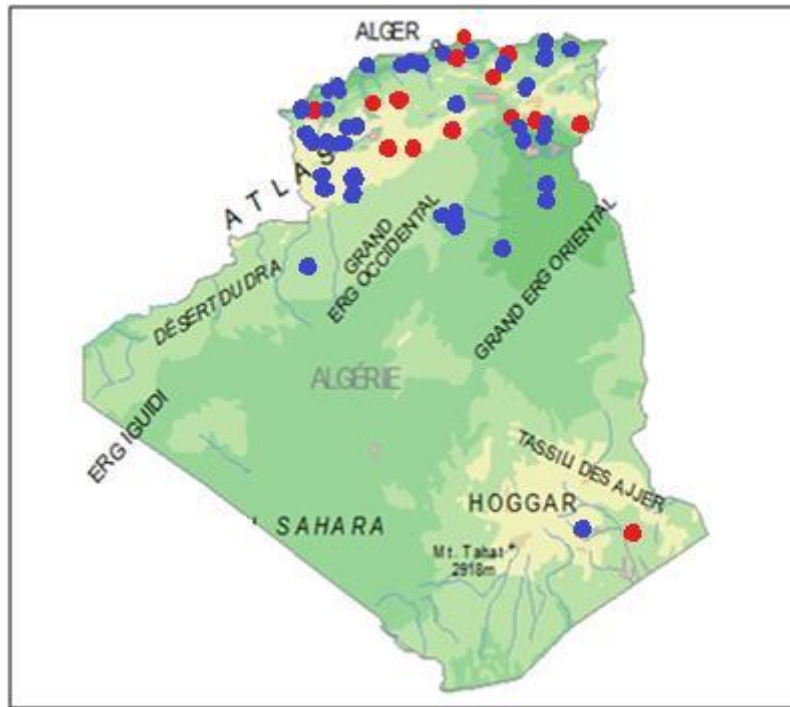 ALGER
ATLAS
GRAND
ERG OCCIDENTAL
DÉSERT DU DRA
GRAND ERG ORIENTAL
ALGÉRIE
ERG IGUIDI
TASSILI DES AJJER
HOGGAR
SAHARA
Mt. Tahat
2918m